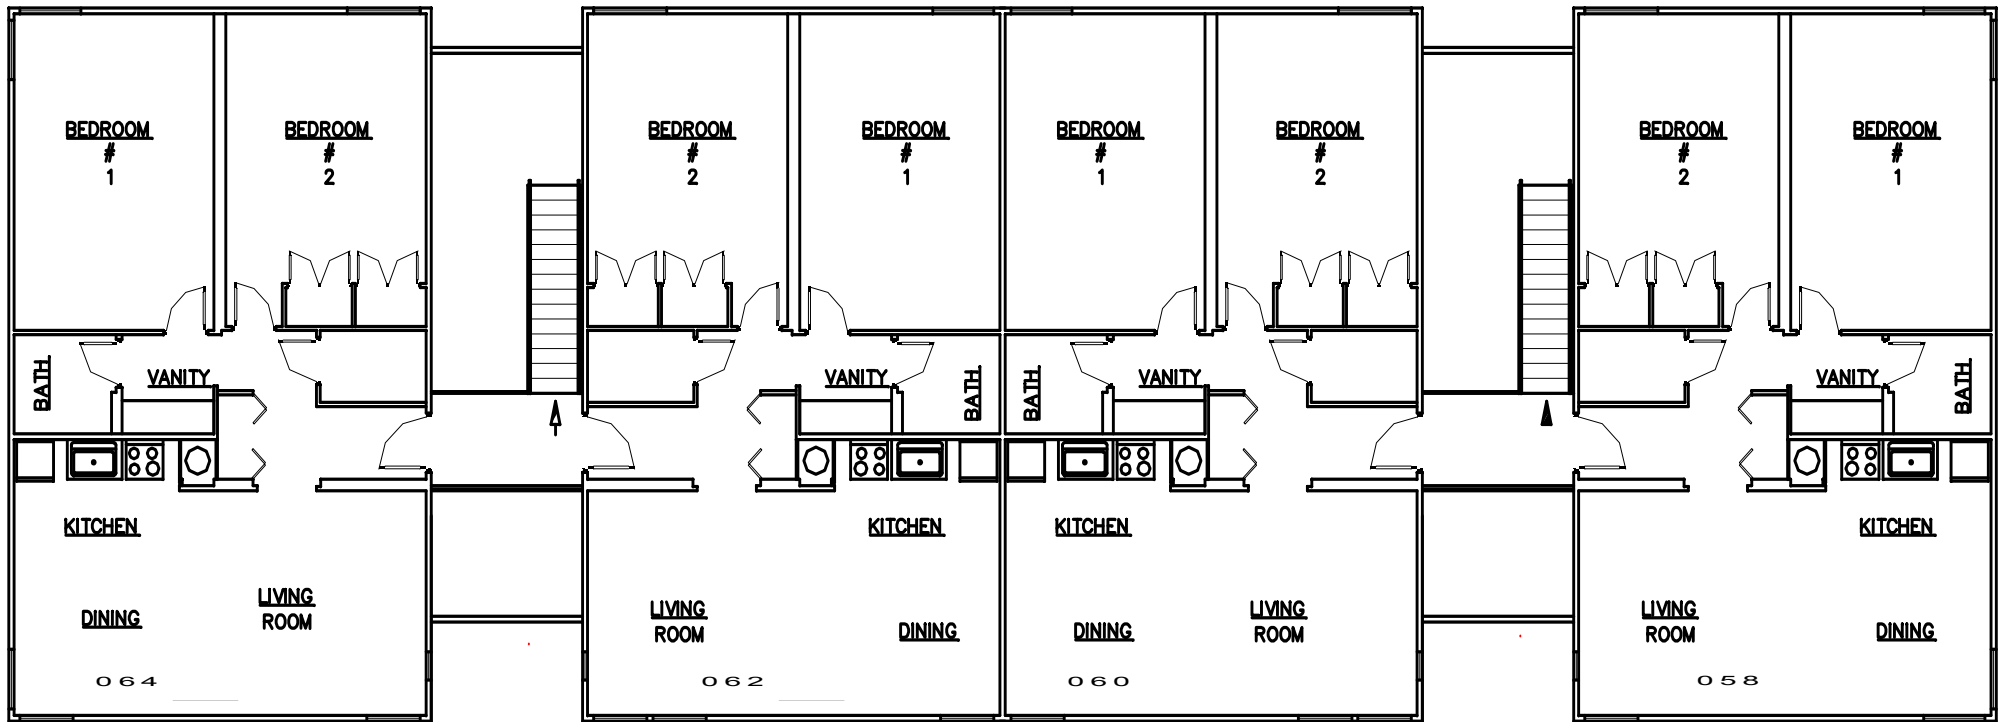 BEDROOM
#
1
BEDROOM
#
2
BEDROOM
#
2
BEDROOM
#
1
BEDROOM
#
1
BEDROOM
#
2
BEDROOM
#
2
BEDROOM
#
1
BATH
VANITY
VANITY
BATH
BATH
VANITY
VANITY
BATH
KITCHEN
KITCHEN
KITCHEN
KITCHEN
DINING
LIVING
ROOM
LIVING
ROOM
DINING
DINING
LIVING
ROOM
LIVING
ROOM
DINING
064
062
060
058